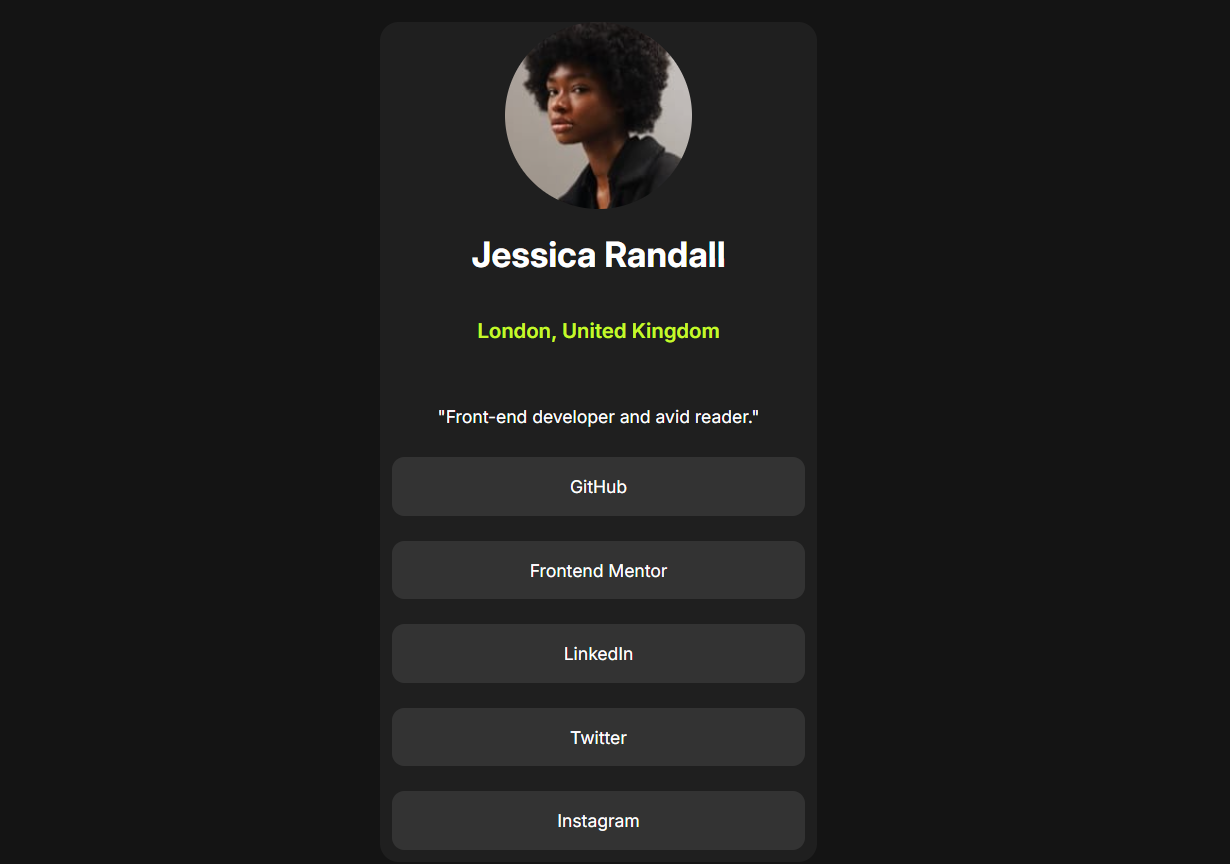 Jessica Randall
London, United Kingdom
"Front-end developer and avid reader."
GitHub
Frontend Mentor
LinkedIn
Twitter
Instagram